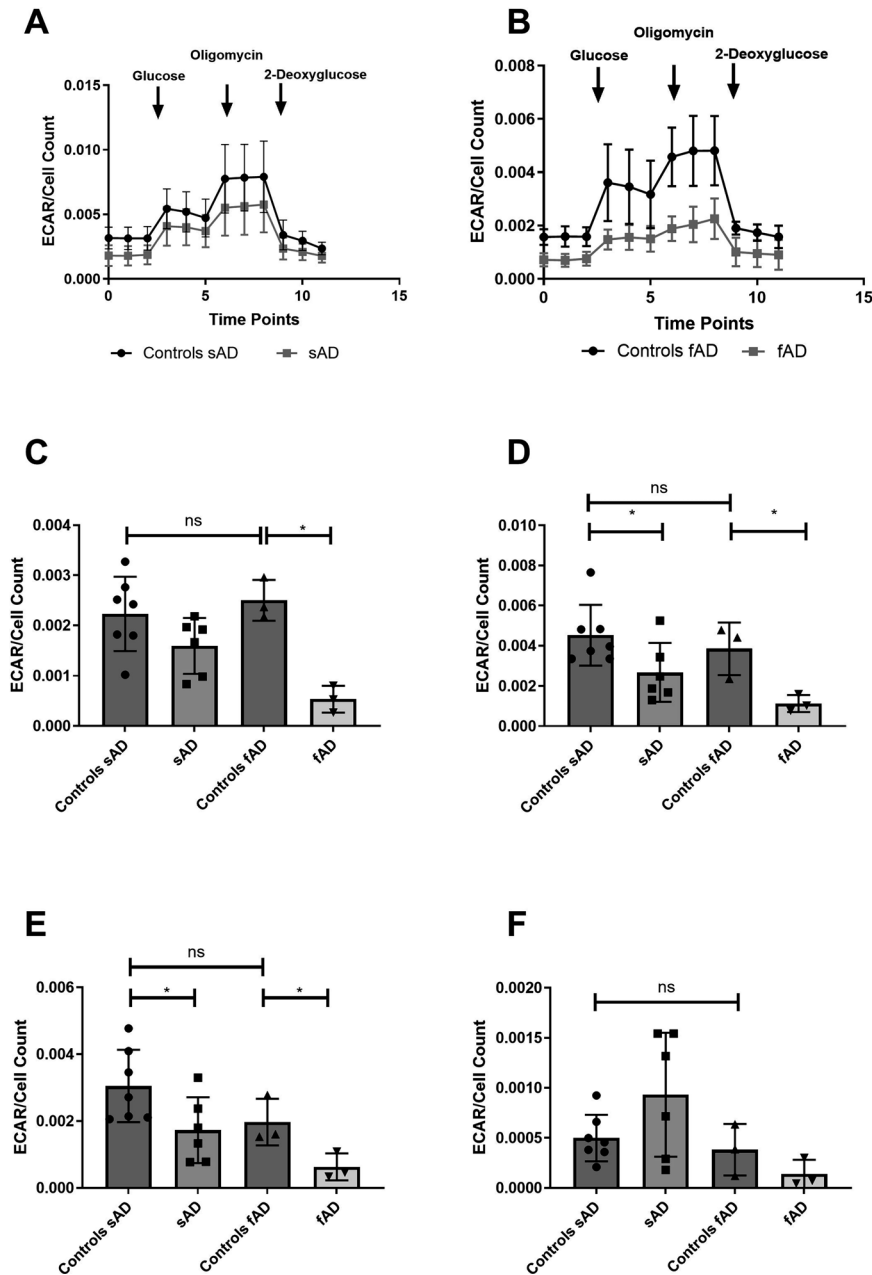 A
Oligomycin
Glucose
2-Deoxyglucose
0.015
0.010
0.005
0.000
ECAR/Cell Count
0
5
10
15
Time Points
Controls sAD
sAD
B
Oligomycin
Glucose
2-Deoxyglucose
0.008
0.006
0.004
0.002
0.000
ECAR/Cell Count
0
5
10
15
Time Points
Controls fAD
fAD
C
ns
*
0.004
0.003
0.002
0.001
0.000
ECAR/Cell Count
Controls sAD
sAD
Controls fAD
fAD
D
ns
*
*
0.010
0.008
0.006
0.004
0.002
0.000
ECAR/Cell Count
Controls sAD
sAD
Controls fAD
fAD
E
ns
*
*
0.006
0.004
0.002
0.000
ECAR/Cell Count
Controls sAD
sAD
Controls fAD
fAD
F
ns
0.0020
0.0015
0.0010
0.0005
0.0000
ECAR/Cell Count
Controls sAD
sAD
Controls fAD
fAD